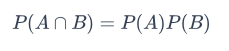 P(A ∩ B) = P(A)P(B)